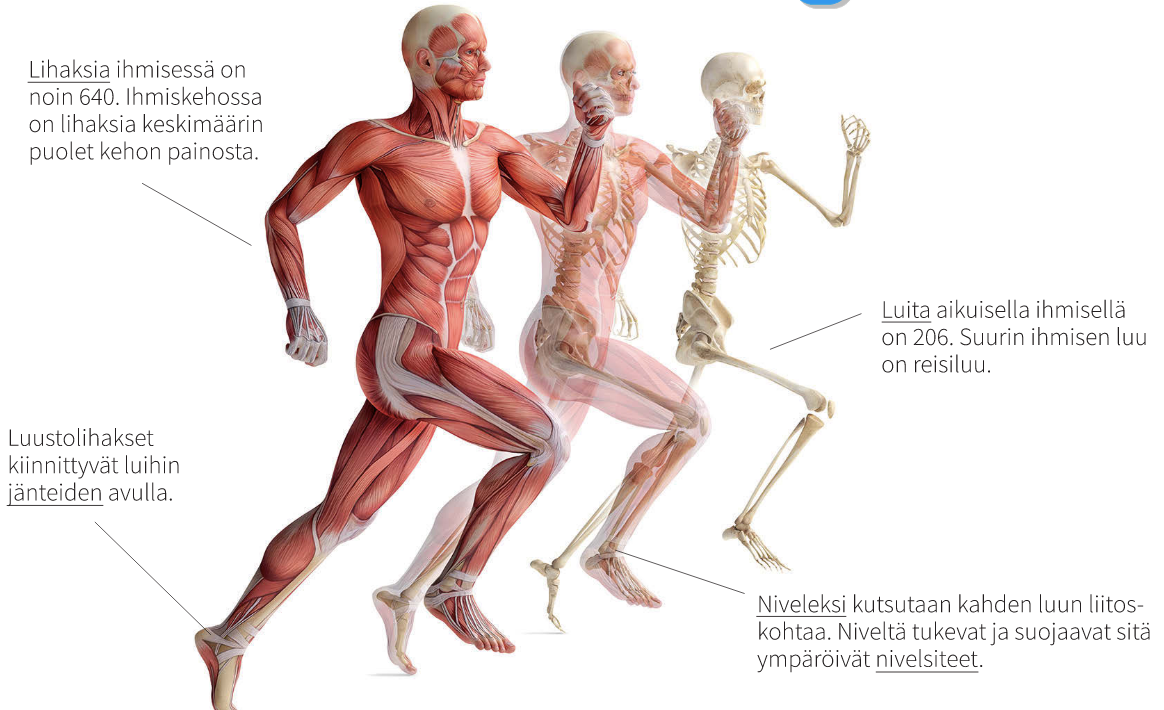 Lihaksia ihmisessä on
noin 640. Ihmiskehossa
on lihaksia keskimäärin
puolet kehon painosta.
Luita aikuisella ihmisellä
on 206. Suurin ihmisen luu
on reisiluu.
Luustolihakset
kiinnittyvät luihin
jänteiden avulla.
Niveleksi kutsutaan kahden luun liitos-
kohtaa. Niveltä tukevat ja suojaavat sitä
ympäröivät nivelsiteet.